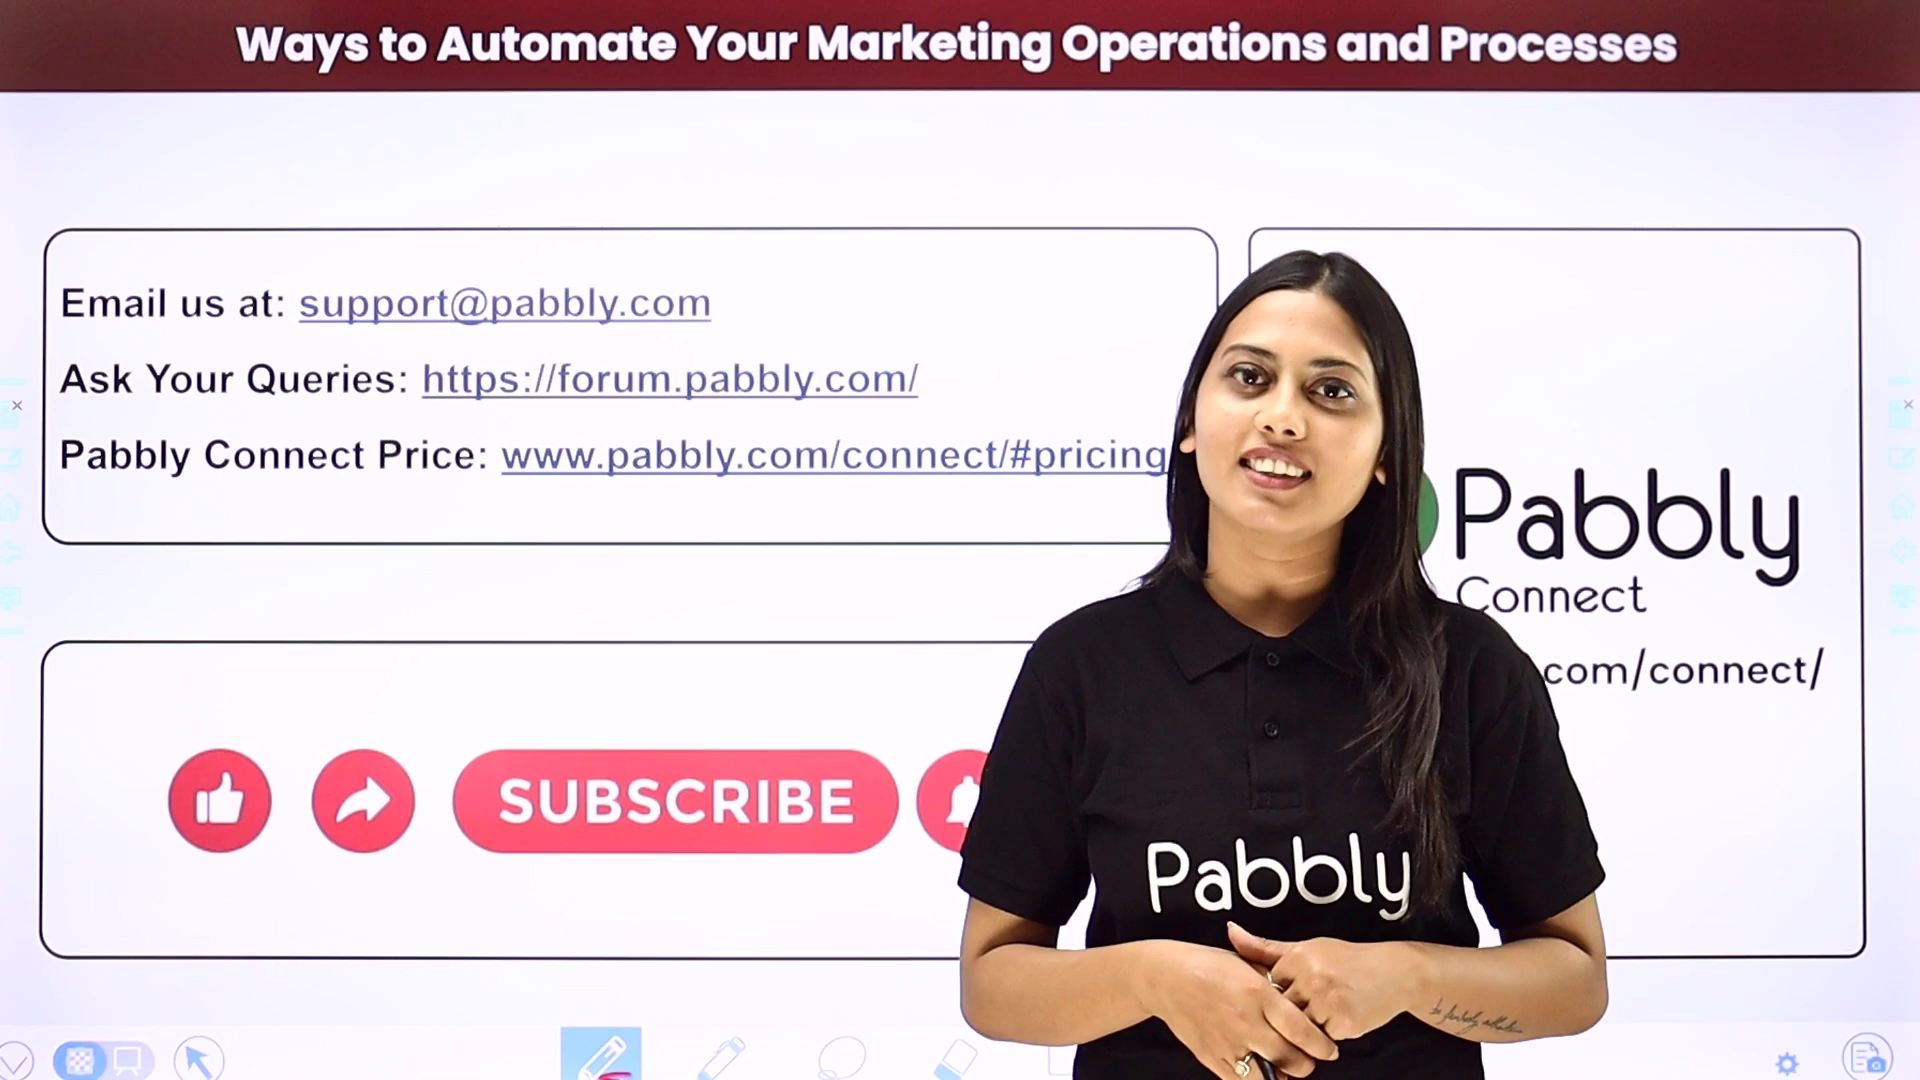 Ways to Automate Your Marketing Operations and Processes
Email us at: support@pabbly.com
Ask Your Queries: https://forum.pabbly.com/
Pabbly Connect Price: www.pabbly.com/connect/#pricing
Pabbly
Connect
.com/connect/
SUBSCRIBE
Pabbly